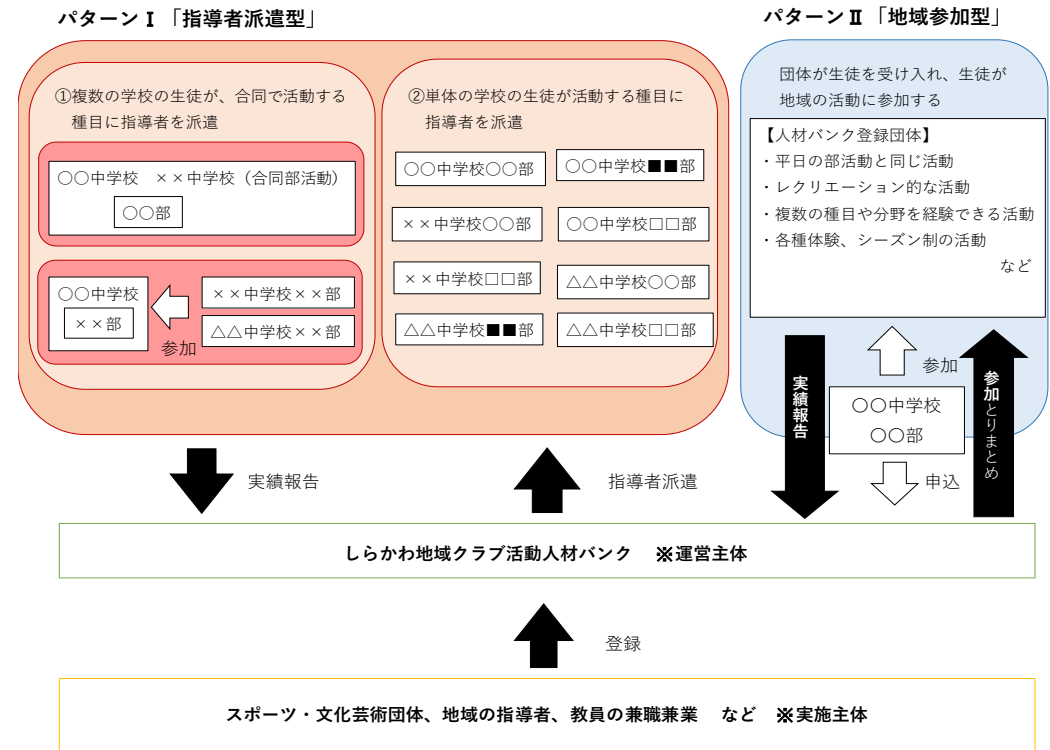 パターンⅠ「指導者派遣型」
①複数の学校の生徒が、合同で活動する
種目に指導者を派遣
○○中学校　××中学校（合同部活動）
○○部
○○中学校
××部
参加
××中学校××部
△△中学校××部
②単体の学校の生徒が活動する種目に
指導者を派遣
○○中学校○○部
○○中学校■■部
××中学校○○部
○○中学校□□部
××中学校□□部
△△中学校○○部
△△中学校■■部
△△中学校□□部
パターンⅡ「地域参加型」
団体が生徒を受け入れ、生徒が
地域の活動に参加する
【人材バンク登録団体】
・平日の部活動と同じ活動
・レクリエーション的な活動
・複数の種目や分野を経験できる活動
・各種体験、シーズン制の活動
など
実績報告
参加
○○中学校
○○部
申込
参加とりまとめ
実績報告
指導者派遣
しらかわ地域クラブ活動人材バンク　※運営主体
登録
スポーツ・文化芸術団体、地域の指導者、教員の兼職兼業　など　※実施主体